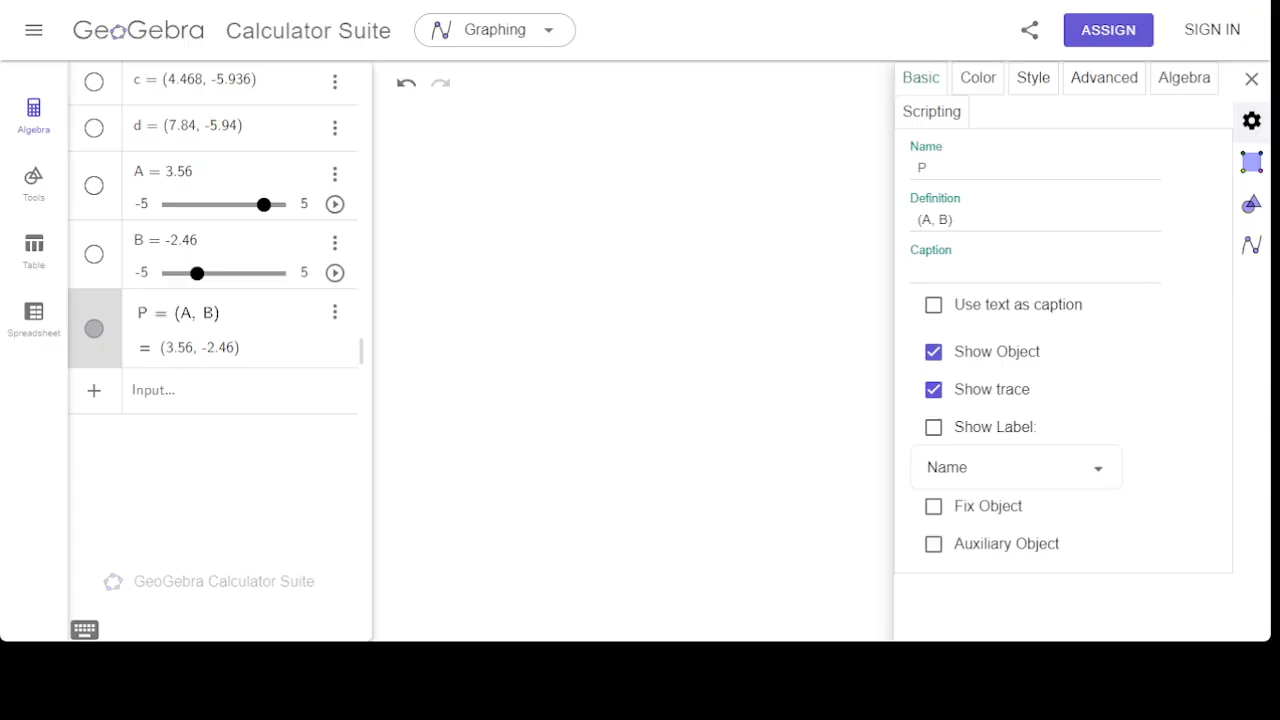 GeoGebra Calculator Suite Graphing ASSIGN SIGN IN
Algebra
Tools
Table
Spreadsheet
c = (4.468, -5.936)
d = (7.84, -5.94)
A = 3.56
-5 5
B = -2.46
-5 5
P = (A, B)
= (3.56, -2.46)
+ Input...
GeoGebra Calculator Suite
Basic Color Style Advanced Algebra
Scripting
Name
P
Definition
(A, B)
Caption
Use text as caption
Show Object
Show trace
Show Label:
Name
Fix Object
Auxiliary Object